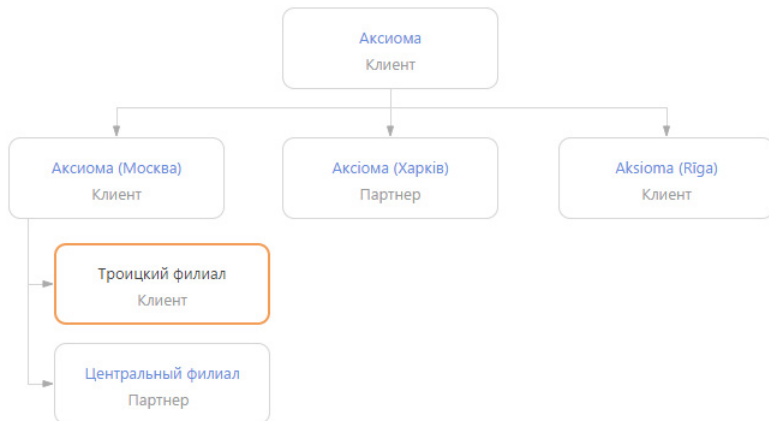 Аксиома
Клиент
Аксиома (Москва)
Клиент
Аксіома (Харків)
Партнер
Aksioma (Rīga)
Клиент
Троицкий филиал
Клиент
Центральный филиал
Партнер